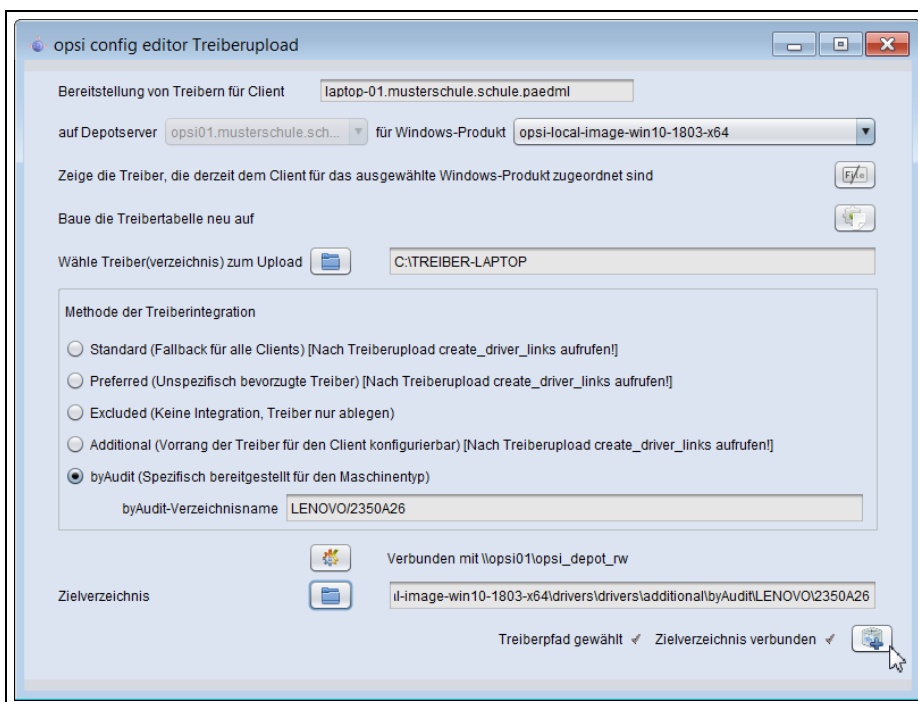 opsi config editor Treiberupload
Bereitstellung von Treibern für Client laptop-01.musterschule.schule.paedml
auf Depotserver opsi01.musterschule.sch... für Windows-Produkt opsi-local-image-win10-1803-x64
Zeige die Treiber, die derzeit dem Client für das ausgewählte Windows-Produkt zugeordnet sind
Baue die Treibertabelle neu auf
Wähle Treiber(verzeichnis) zum Upload C:\TREIBER-LAPTOP
Methode der Treiberintegration
Standard (Fallback für alle Clients) [Nach Treiberupload create_driver_links aufrufen!]
Preferred (Unspezifisch bevorzugte Treiber) [Nach Treiberupload create_driver_links aufrufen!]
Excluded (Keine Integration, Treiber nur ablegen)
Additional (Vorrang der Treiber für den Client konfigurierbar) [Nach Treiberupload create_driver_links aufrufen!]
byAudit (Spezifisch bereitgestellt für den Maschinentyp)
byAudit-Verzeichnisname LENOVO/2350A26
Verbunden mit \\opsi01\opsi_depot_rw
Zielverzeichnis l-image-win10-1803-x64\drivers\drivers\additional\byAudit\LENOVO\2350A26
Treiberpfad gewählt ✓ Zielverzeichnis verbunden ✓